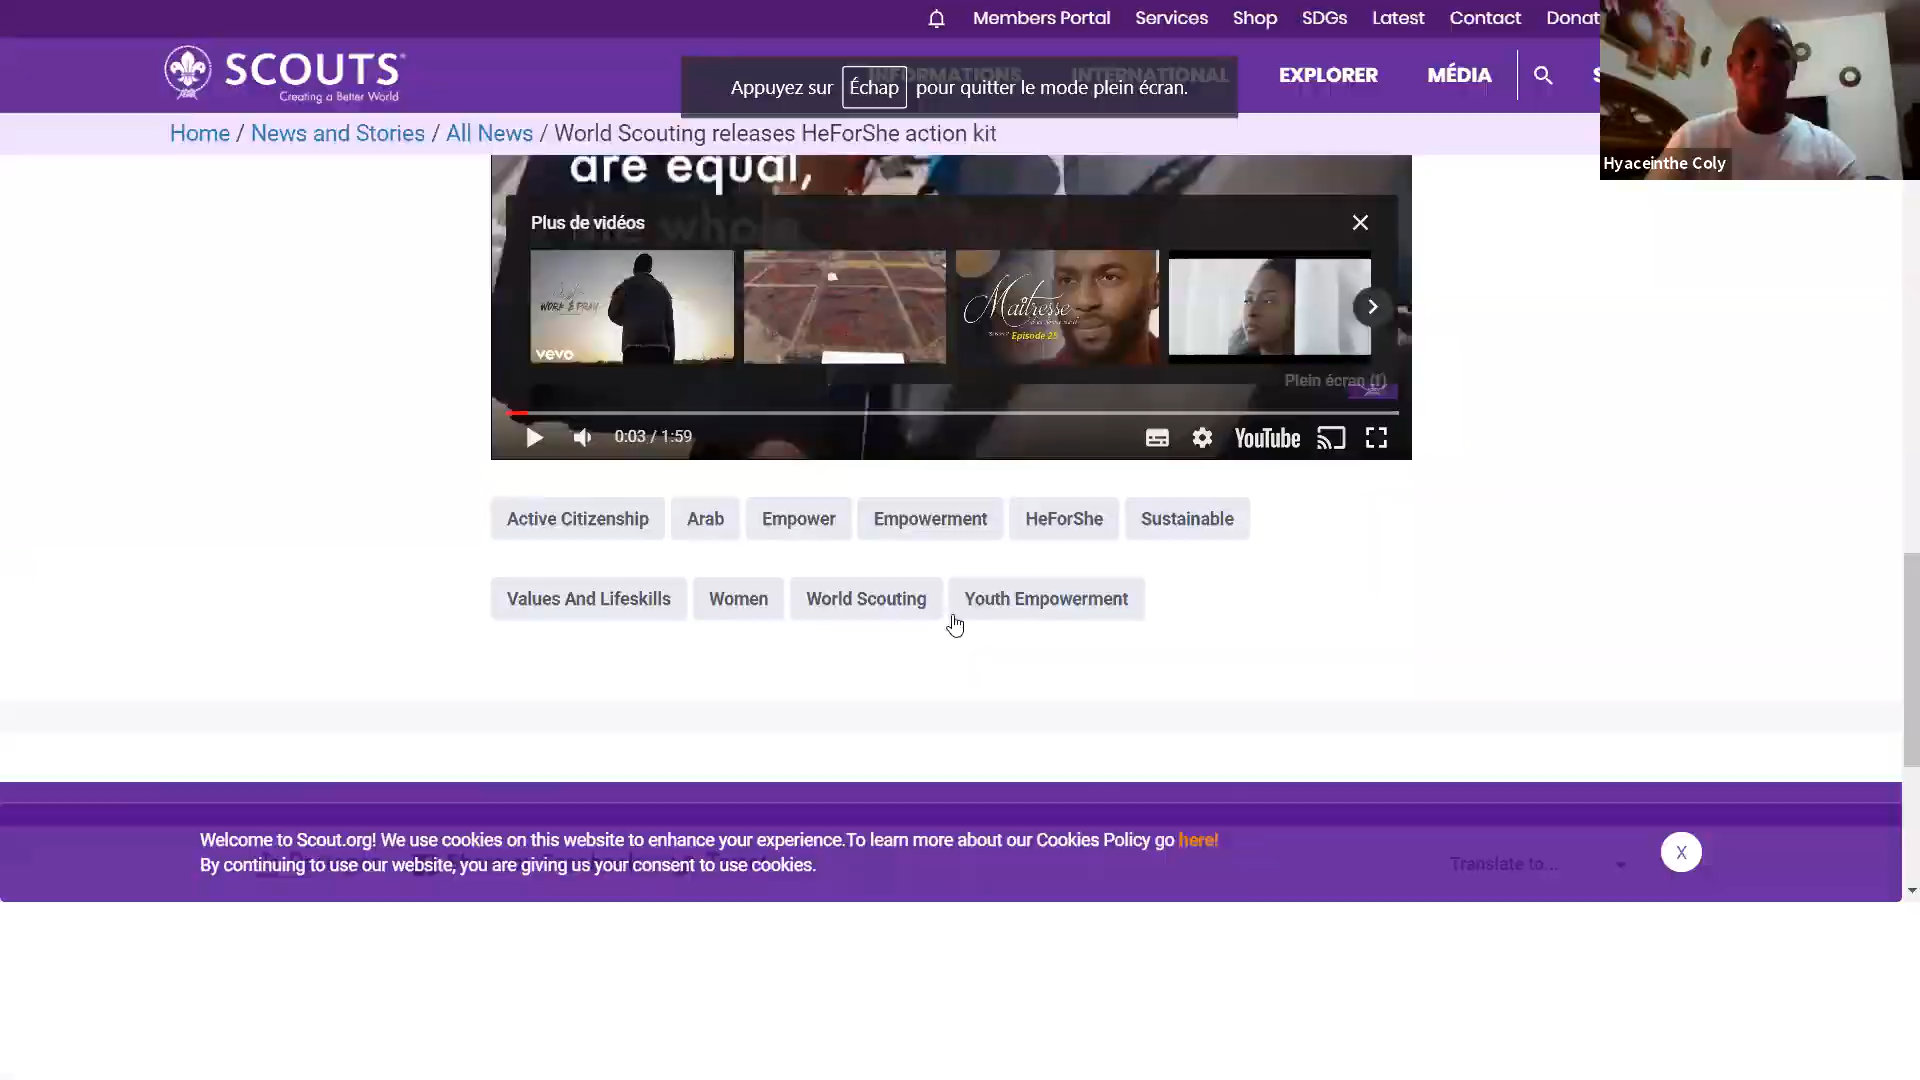 Members Portal Services Shop SDGs Latest Contact Donat
SCOUTS
Creating a Better World
INFORMATIONS INTERNATIONAL EXPLORER MÉDIA
Appuyez sur Échap pour quitter le mode plein écran.
Hyaceinthe Coly
Home / News and Stories / All News / World Scouting releases HeForShe action kit
are equal,
the whole
Plus de vidéos
WORK & PRAY
vevo
Maîtresse
Episode 25
Plein écran (f)
0:03 / 1:59
YouTube
Active Citizenship Arab Empower Empowerment HeForShe Sustainable
Values And Lifeskills Women World Scouting Youth Empowerment
Welcome to Scout.org! We use cookies on this website to enhance your experience.To learn more about our Cookies Policy go here!
By continuing to use our website, you are giving us your consent to use cookies.
Translate to...
X